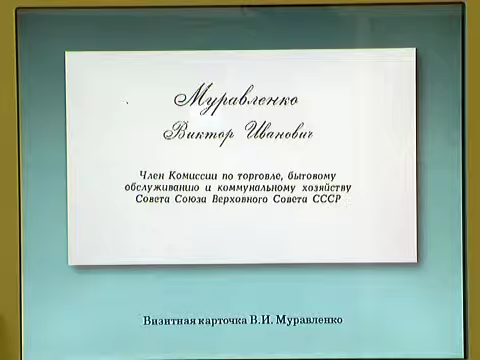 Муравленко
Виктор Иванович
Член Комиссии по торговле, бытовому
обслуживанию и коммунальному хозяйству
Совета Союза Верховного Совета СССР
Визитная карточка В.И. Муравленко